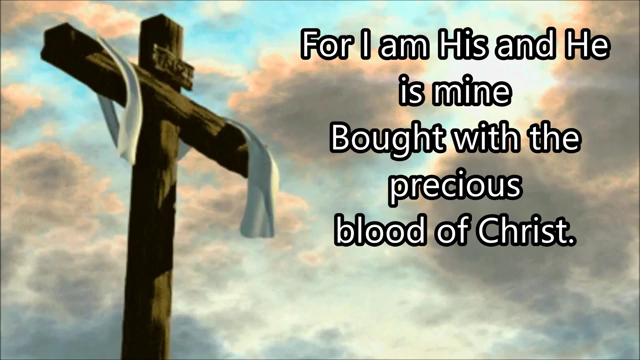 For I am His and He
is mine
Bought with the
precious
blood of Christ.